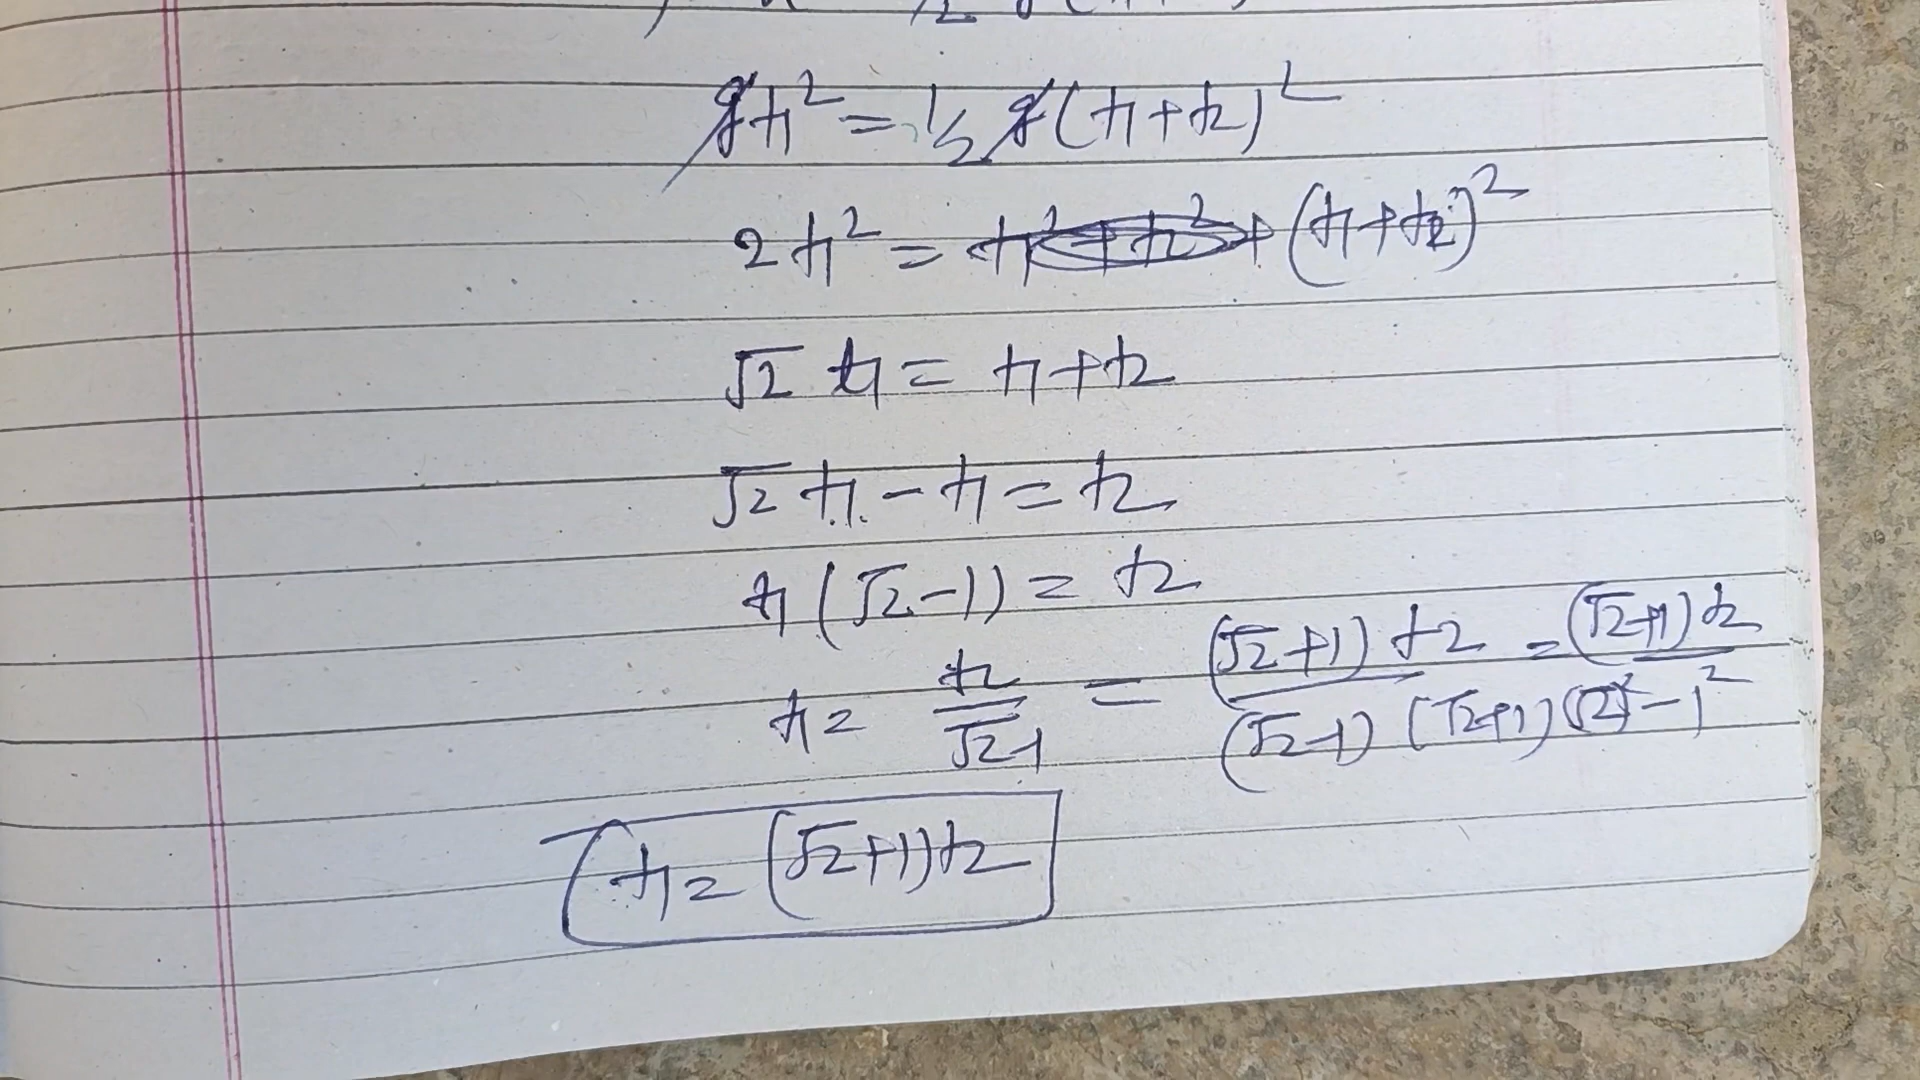 gt1² = 1/2 g(t1+t2)²
2t1² = (t1+t2)²
√2 t1 = t1+t2
√2 t1 - t1 = t2
t1(√2-1) = t2
t1 = t2/(√2-1) = (√2+1)t2/(√2-1)(√2+1) = (√2+1)t2/(√2)²-1²
t1 = (√2+1)t2